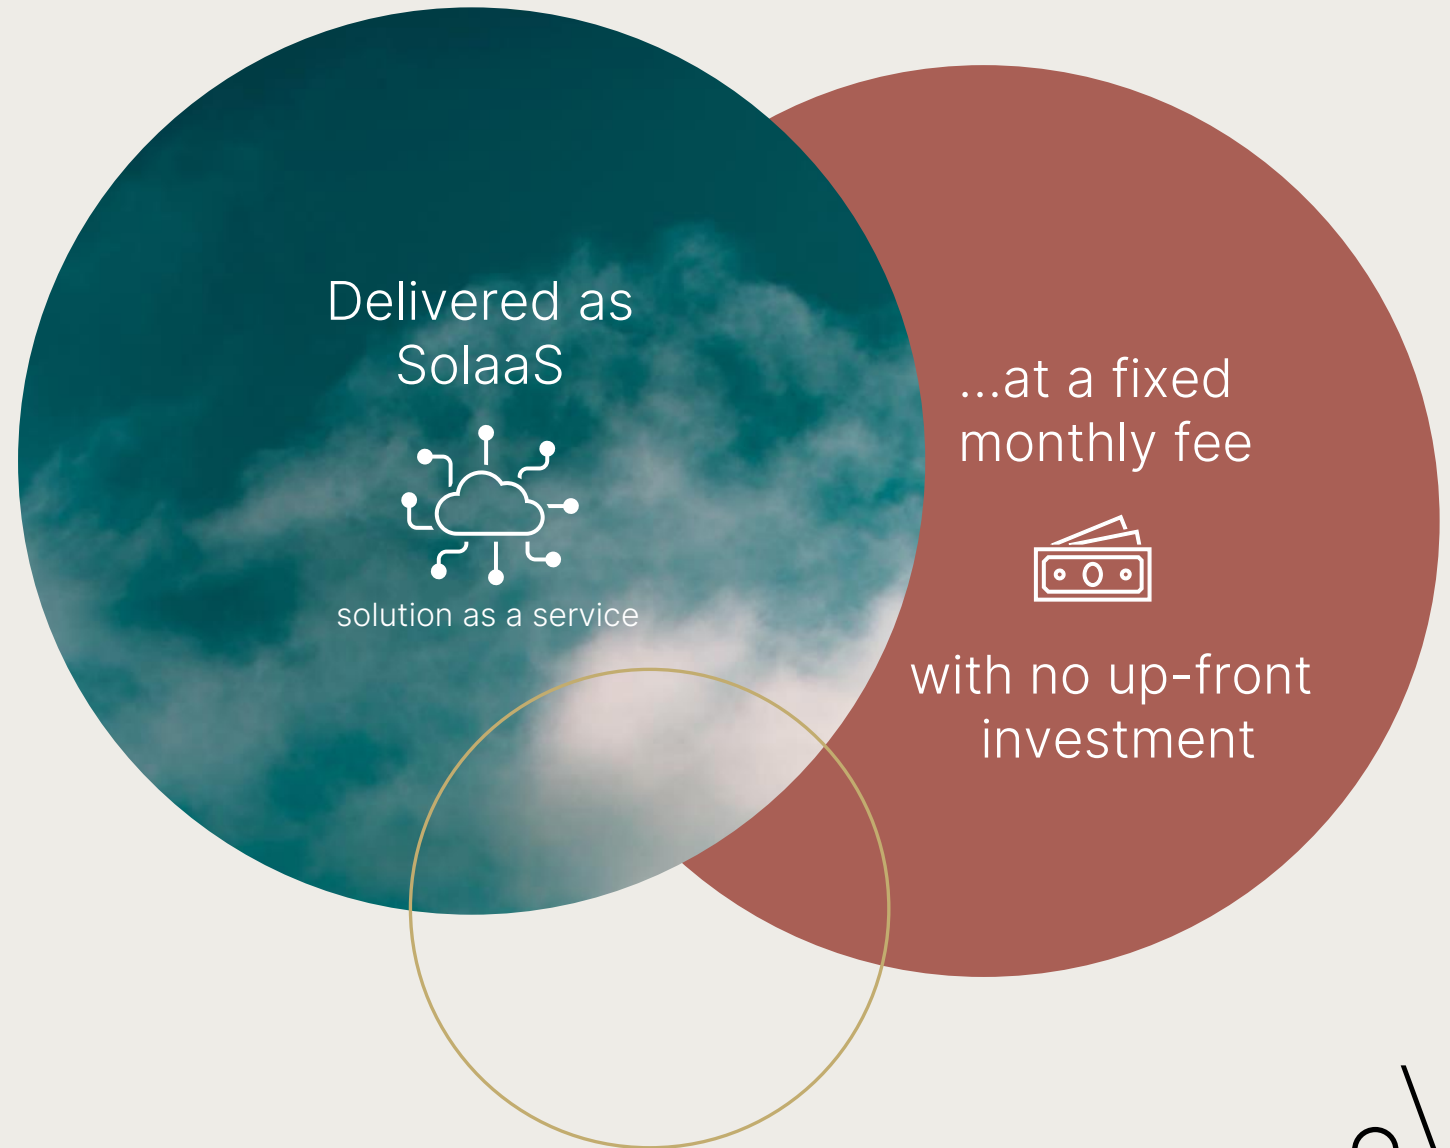 Delivered as
SolaaS
solution as a service
...at a fixed
monthly fee
with no up-front
investment